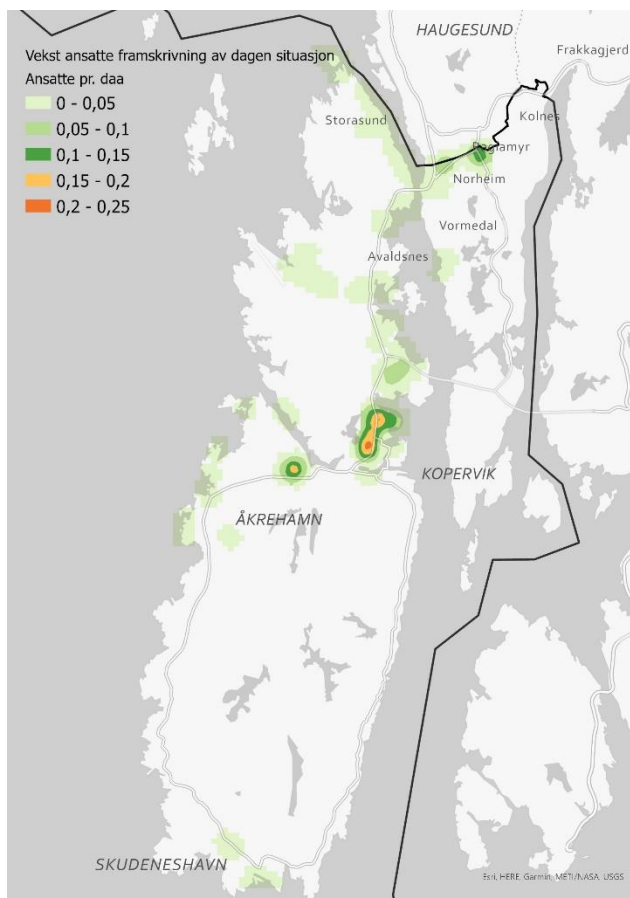 Vekst ansatte framskrivning av dagen situasjon
Ansatte pr. daa
0 - 0,05
0,05 - 0,1
0,1 - 0,15
0,15 - 0,2
0,2 - 0,25
HAUGESUND
Frakkagjerd
Storasund
Kolnes
Raglamyr
Norheim
Vormedal
Avaldsnes
KOPERVIK
ÅKREHAMN
SKUDENESHAVN
Esri, HERE, Garmin, METI/NASA, USGS